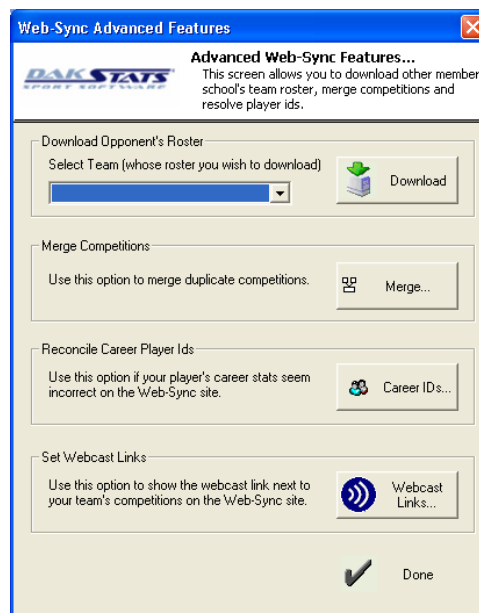 Web-Sync Advanced Features
DAKSTATS
SPORT SOFTWARE
Advanced Web-Sync Features...
This screen allows you to download other member
school's team roster, merge competitions and
resolve player ids.
Download Opponent's Roster
Select Team (whose roster you wish to download)
Download
Merge Competitions
Use this option to merge duplicate competitions.
Merge...
Reconcile Career Player Ids
Use this option if your player's career stats seem
incorrect on the Web-Sync site.
Career IDs...
Set Webcast Links
Use this option to show the webcast link next to
your team's competitions on the Web-Sync site.
Webcast
Links...
Done